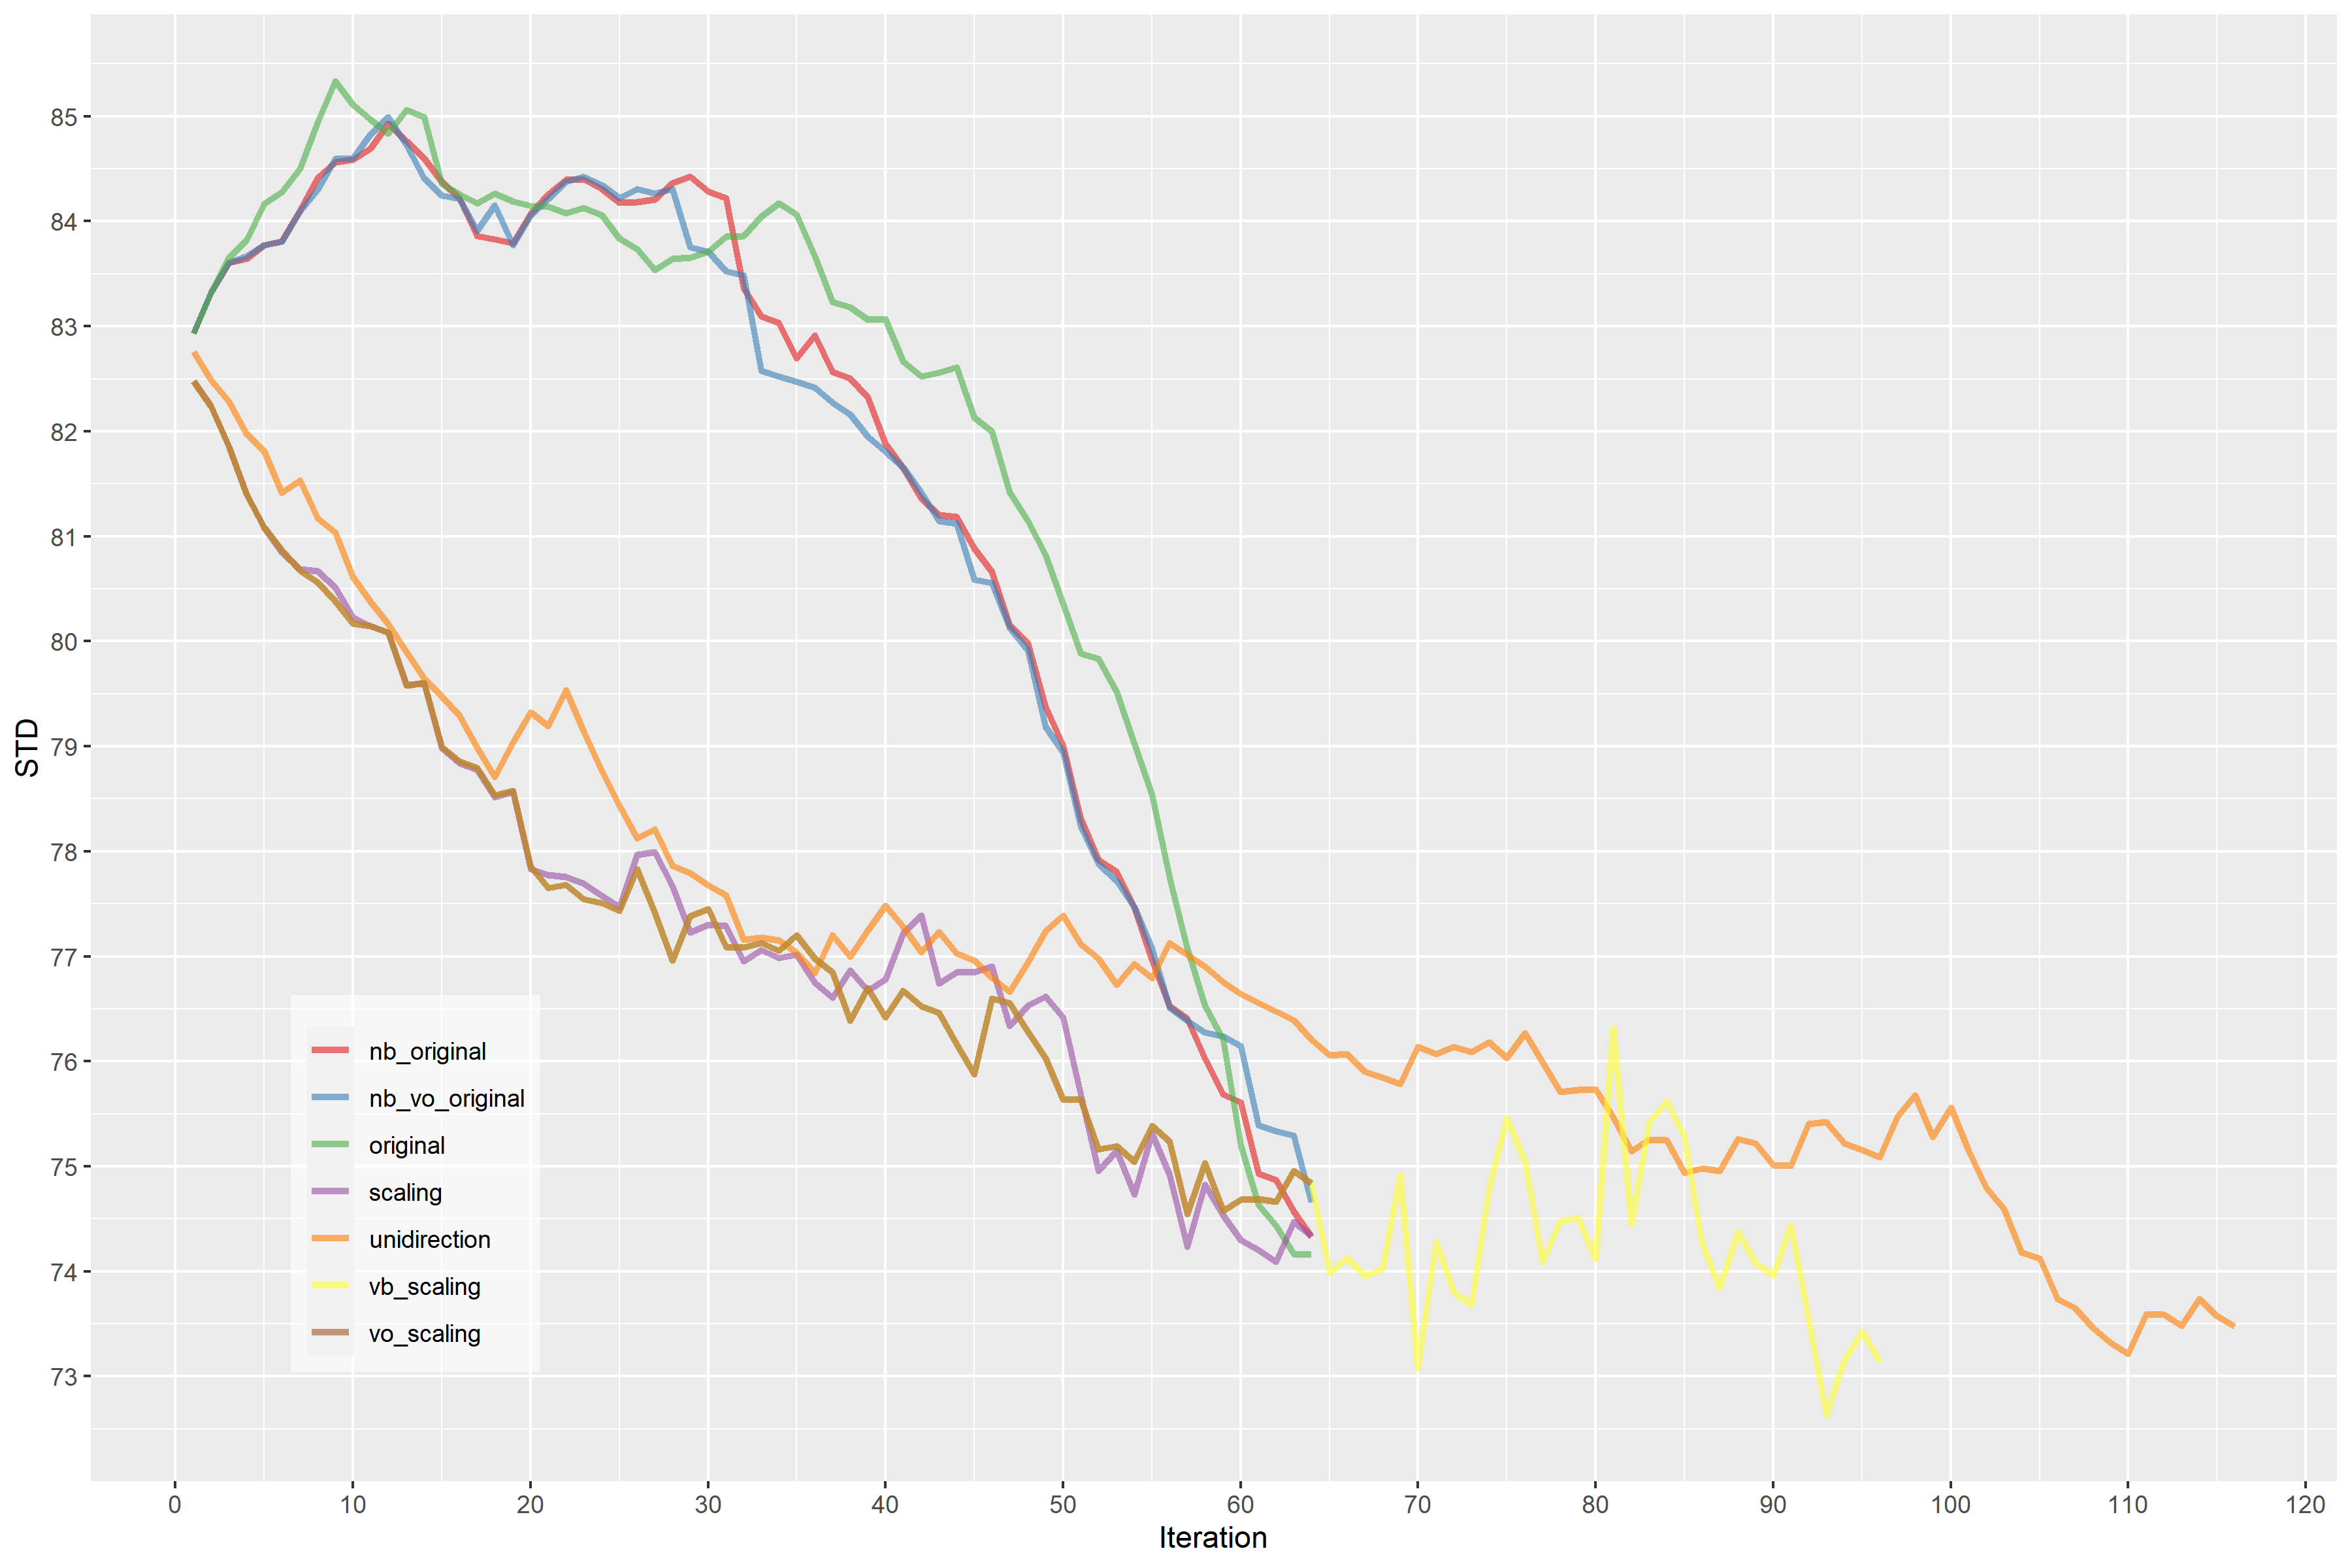 85
84
83
82
81
80
79
78
77
76
75
74
73
STD
nb_original
nb_vo_original
original
scaling
unidirection
vb_scaling
vo_scaling
0 10 20 30 40 50 60 70 80 90 100 110 120
Iteration